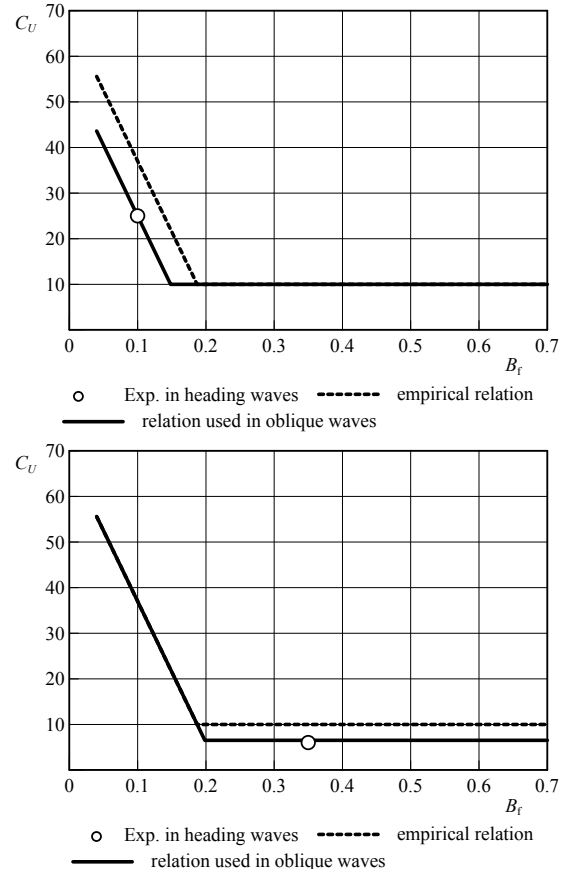 C_U
70
60
50
40
30
20
10
0 0.1 0.2 0.3 0.4 0.5 0.6 0.7
B_f
Exp. in heading waves empirical relation
relation used in oblique waves
C_U
70
60
50
40
30
20
10
0 0.1 0.2 0.3 0.4 0.5 0.6 0.7
B_f
Exp. in heading waves empirical relation
relation used in oblique waves